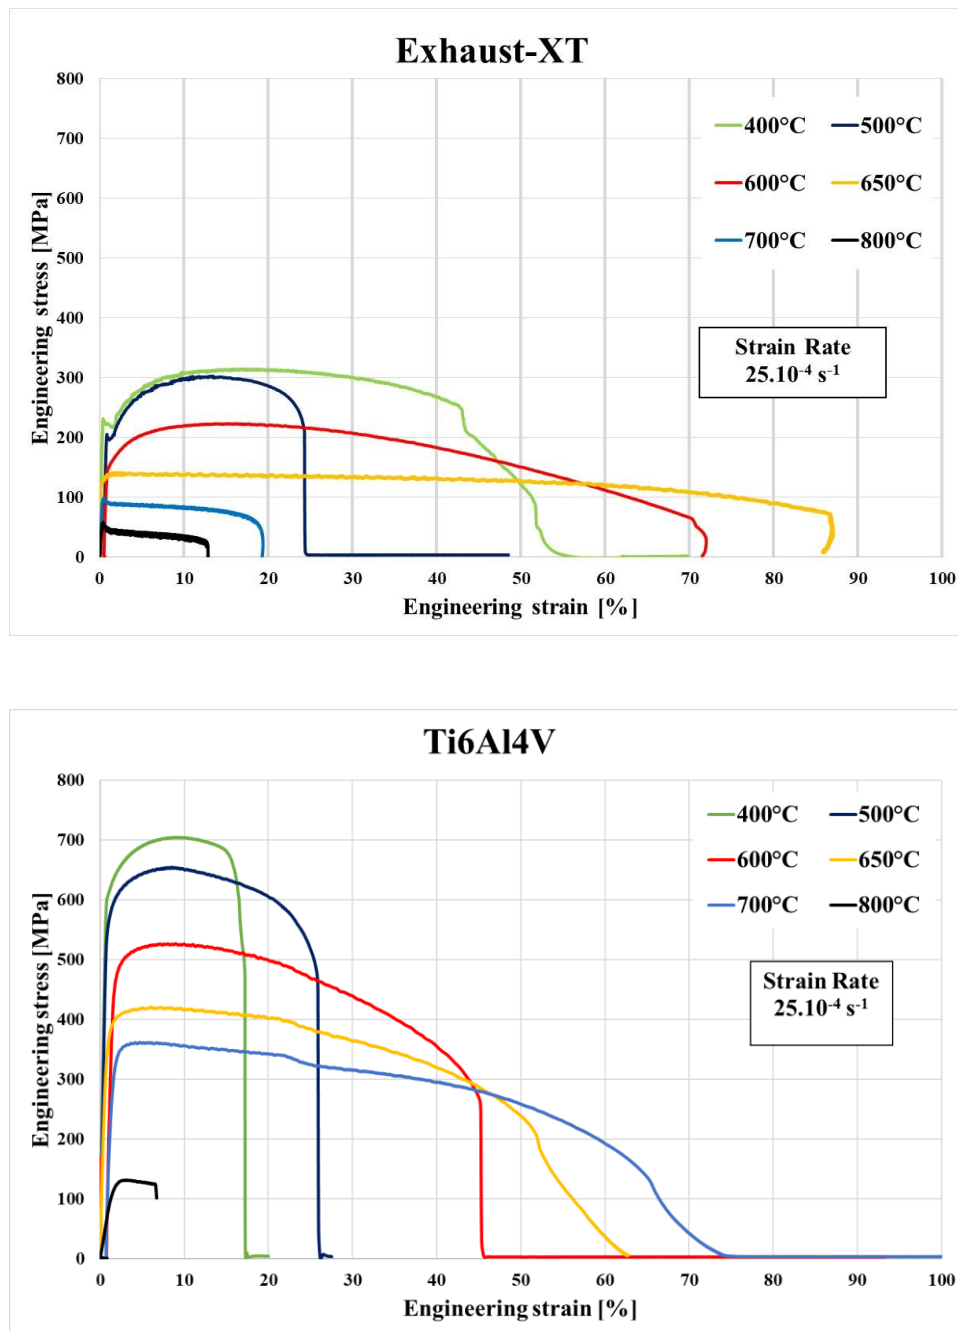 Exhaust-XT
800
700
600
500
400
300
200
100
0
Engineering stress [MPa]
400°C 500°C
600°C 650°C
700°C 800°C
Strain Rate
25.10⁻⁴ s⁻¹
0 10 20 30 40 50 60 70 80 90 100
Engineering strain [%]
Ti6Al4V
800
700
600
500
400
300
200
100
0
Engineering stress [MPa]
400°C 500°C
600°C 650°C
700°C 800°C
Strain Rate
25.10⁻⁴ s⁻¹
0 10 20 30 40 50 60 70 80 90 100
Engineering strain [%]